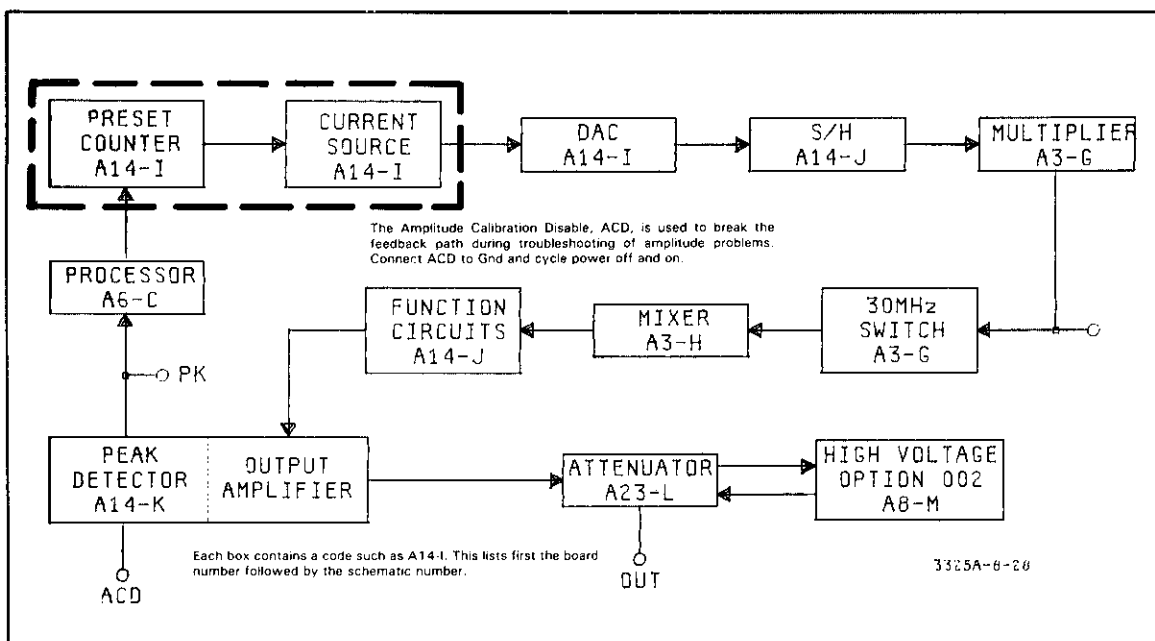 PRESET
COUNTER
A14-I
CURRENT
SOURCE
A14-I
DAC
A14-I
S/H
A14-J
MULTIPLIER
A3-G
The Amplitude Calibration Disable, ACD, is used to break the
feedback path during troubleshooting of amplitude problems.
Connect ACD to Gnd and cycle power off and on.
PROCESSOR
A6-C
FUNCTION
CIRCUITS
A14-J
MIXER
A3-H
30MHz
SWITCH
A3-G
PK
PEAK
DETECTOR
A14-K
OUTPUT
AMPLIFIER
ATTENUATOR
A23-L
HIGH VOLTAGE
OPTION 002
A8-M
Each box contains a code such as A14-I. This lists first the board
number followed by the schematic number.
ACD
OUT
3325A-8-28